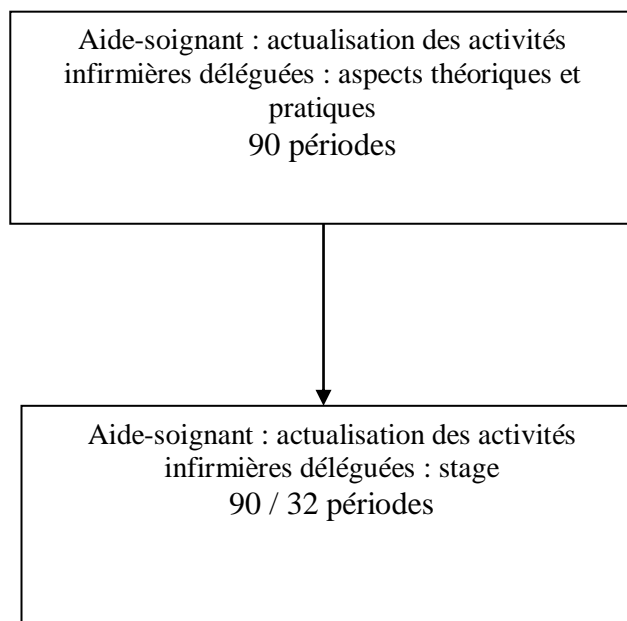 Aide-soignant : actualisation des activités
infirmières déléguées : aspects théoriques et
pratiques
90 périodes
Aide-soignant : actualisation des activités
infirmières déléguées : stage
90 / 32 périodes